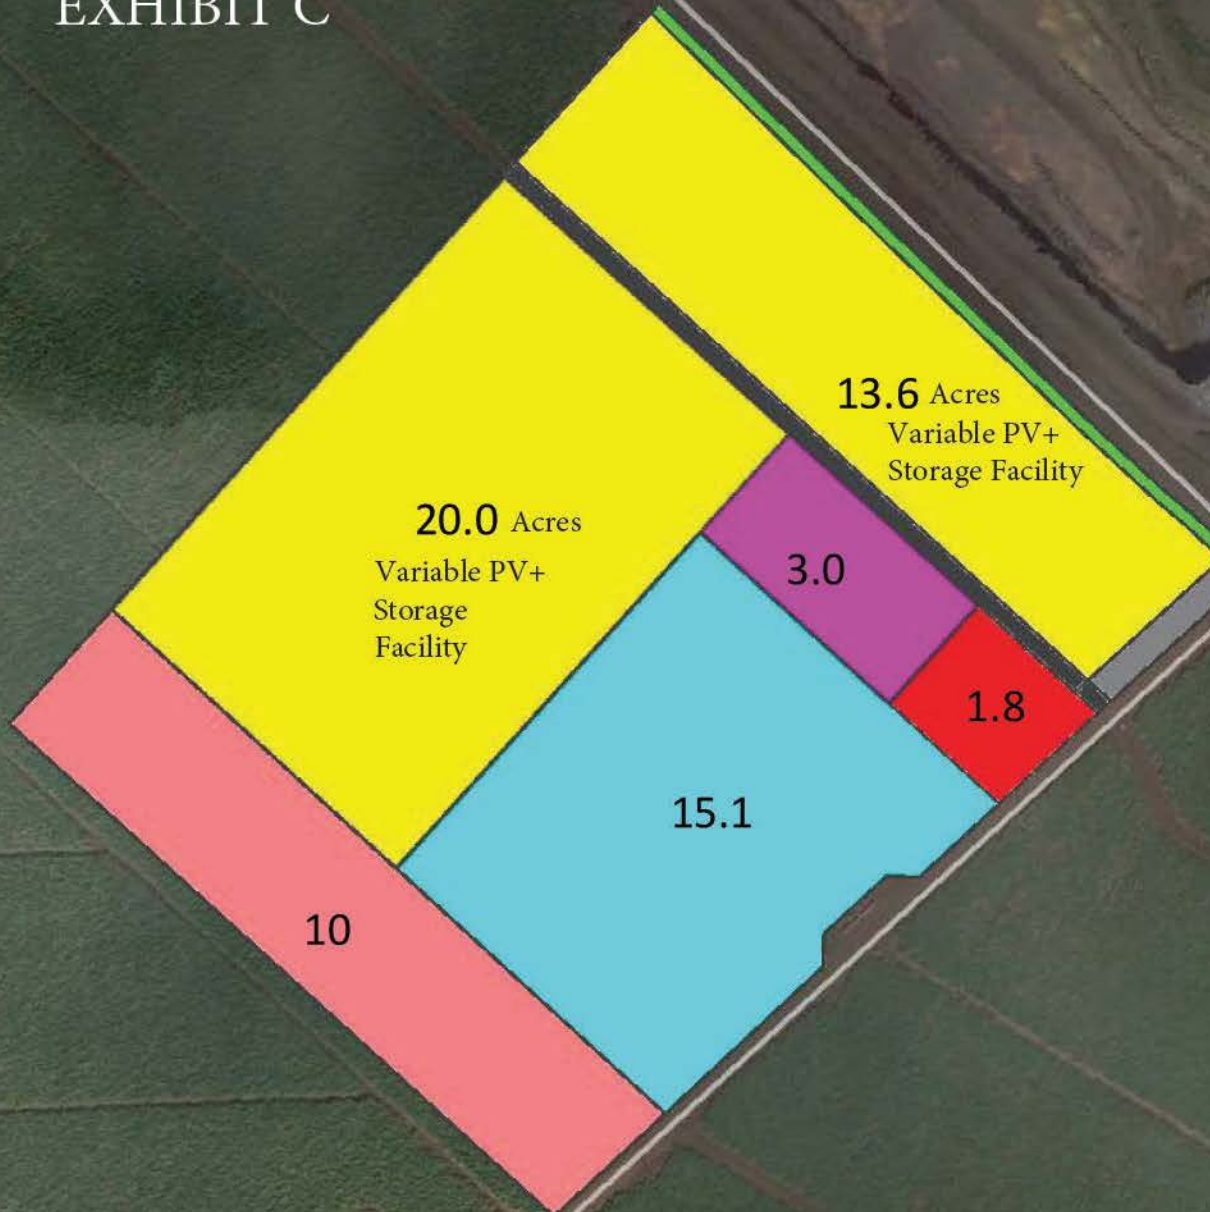 EXHIBIT C
13.6 Acres
Variable PV+
Storage Facility
20.0 Acres
Variable PV+
Storage
Facility
3.0
1.8
15.1
10